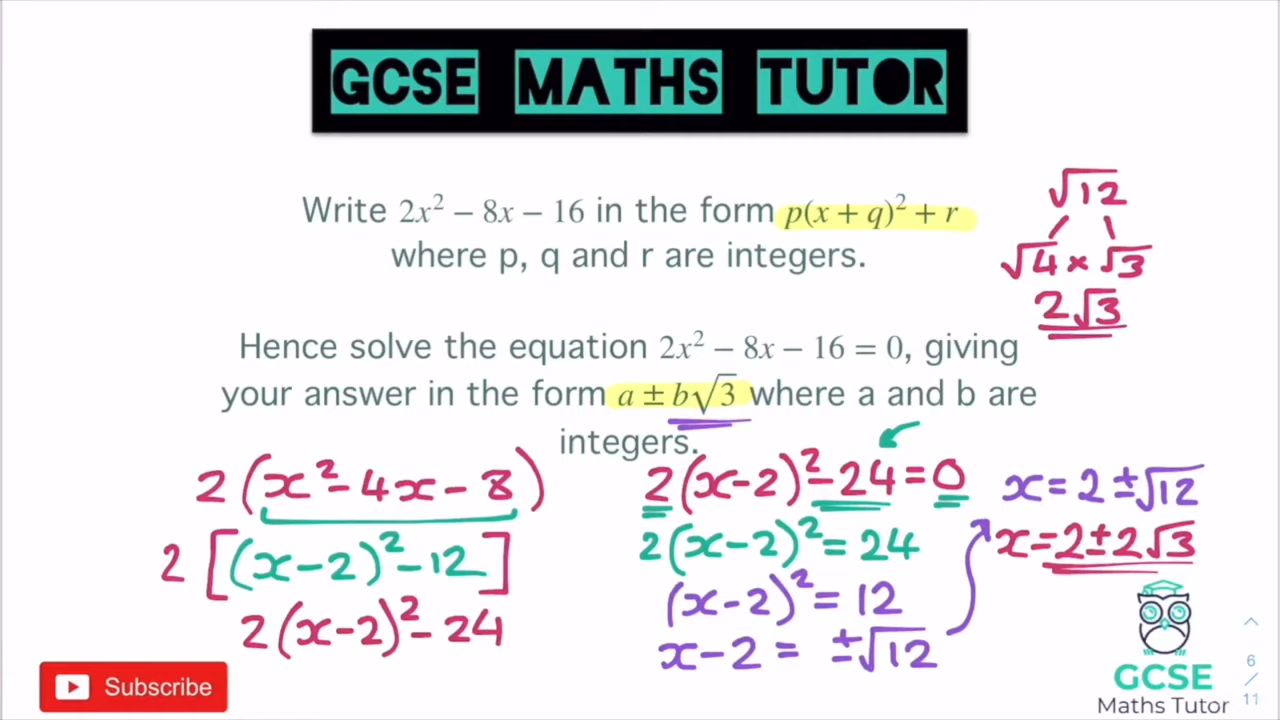 GCSE MATHS TUTOR
Write 2x² − 8x − 16 in the form p(x + q)² + r
where p, q and r are integers.
Hence solve the equation 2x² − 8x − 16 = 0, giving
your answer in the form a ± b√3 where a and b are
integers.
√12
√4 × √3
2√3
2(x² − 4x − 8)
2[(x − 2)² − 12]
2(x − 2)² − 24
2(x − 2)² − 24 = 0
2(x − 2)² = 24
(x − 2)² = 12
x − 2 = ±√12
x = 2 ± √12
x = 2 ± 2√3
Subscribe
GCSE
Maths Tutor
6
/
11